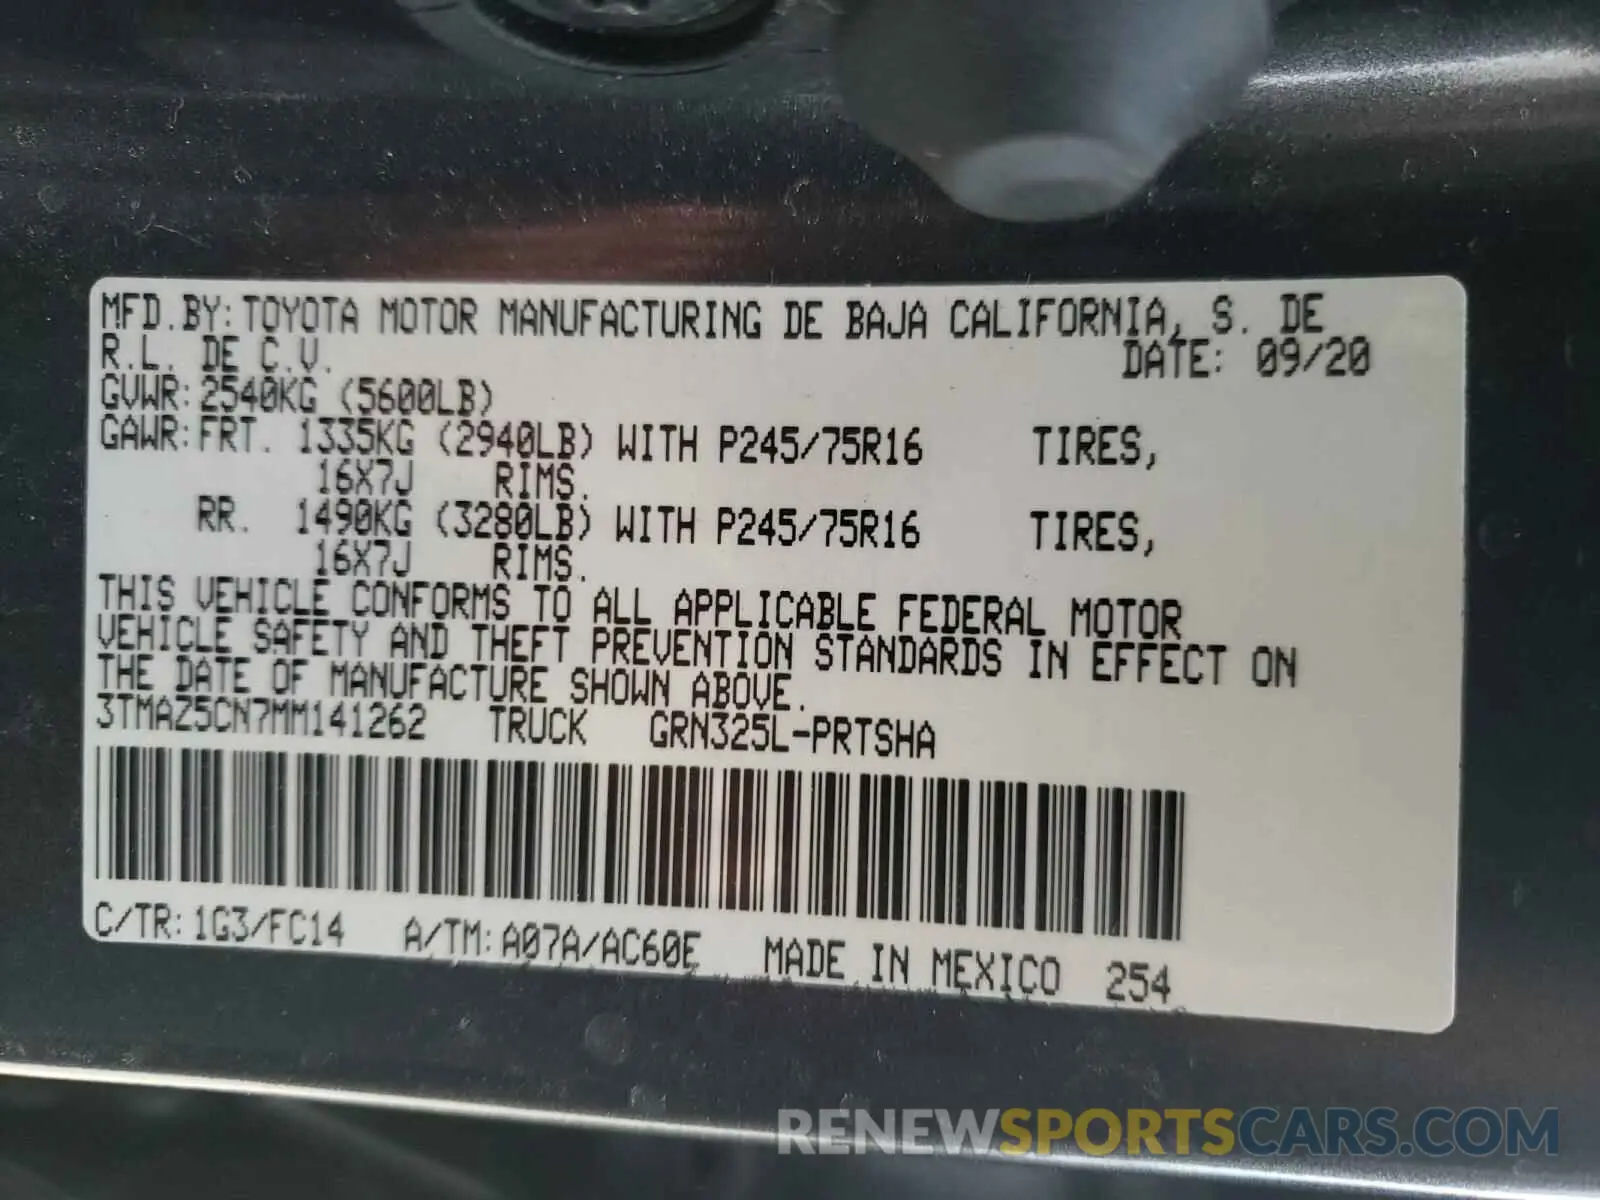 MFD.BY: TOYOTA MOTOR MANUFACTURING DE BAJA CALIFORNIA, S. DE
R.L. DE C.V. DATE: 09/20
GVWR: 2540KG (5600LB)
GAWR: FRT. 1335KG (2940LB) WITH P245/75R16 TIRES,
16X7J RIMS.
RR. 1490KG (3280LB) WITH P245/75R16 TIRES,
16X7J RIMS.
THIS VEHICLE CONFORMS TO ALL APPLICABLE FEDERAL MOTOR
VEHICLE SAFETY AND THEFT PREVENTION STANDARDS IN EFFECT ON
THE DATE OF MANUFACTURE SHOWN ABOVE.
3TMAZ5CN7MM141262 TRUCK GRN325L-PRTSHA
C/TR: 1G3/FC14 A/TM: A07A/AC60E MADE IN MEXICO 254
RENEWSPORTSCARS.COM